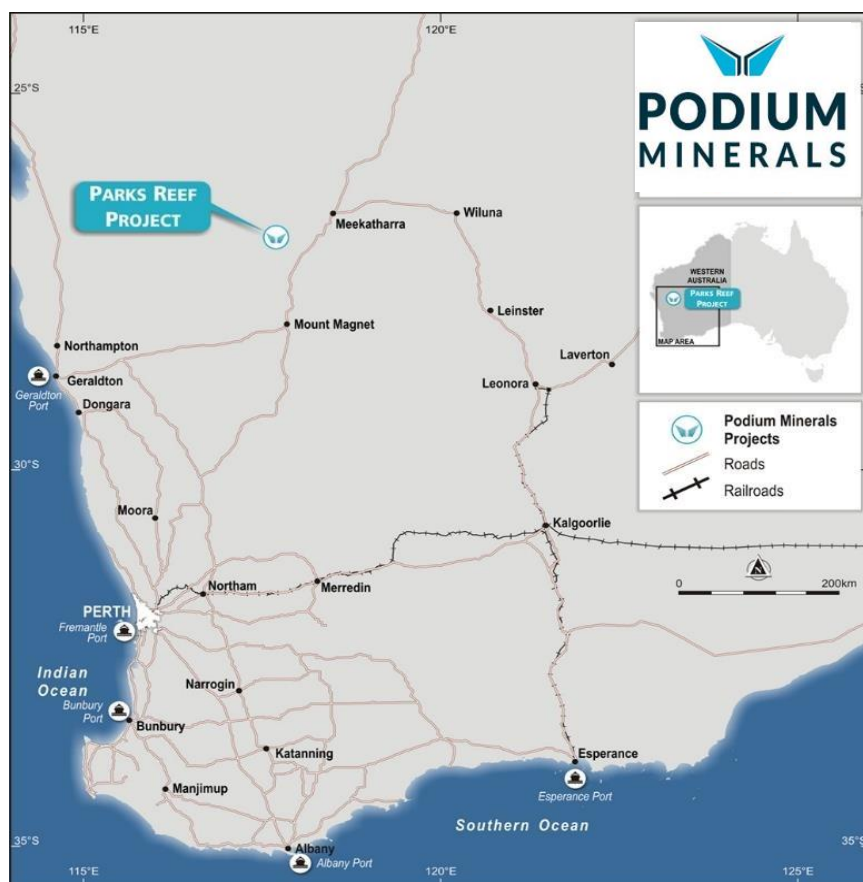 115°E
120°E
25°S
25°S
PODIUM
MINERALS
PARKS REEF
PROJECT
Meekatharra
Wiluna
WESTERN
AUSTRALIA
PARKS REEF
PROJECT
MAP AREA
Mount Magnet
Leinster
Northampton
Laverton
Geraldton
Geraldton
Port
Leonora
Dongara
Podium Minerals
Projects
Roads
Railroads
30°S
Moora
Kalgoorlie
Northam
Merredin
0
200km
PERTH
Fremantle
Port
Indian
Ocean
Narrogin
Bunbury
Port
Bunbury
Katanning
Esperance
Manjimup
Esperance Port
Southern Ocean
35°S
35°S
Albany
Albany Port
115°E
120°E
125°E